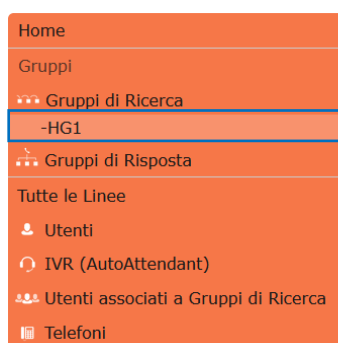 Home
Gruppi
Gruppi di Ricerca
-HG1
Gruppi di Risposta
Tutte le Linee
Utenti
IVR (AutoAttendant)
Utenti associati a Gruppi di Ricerca
Telefoni